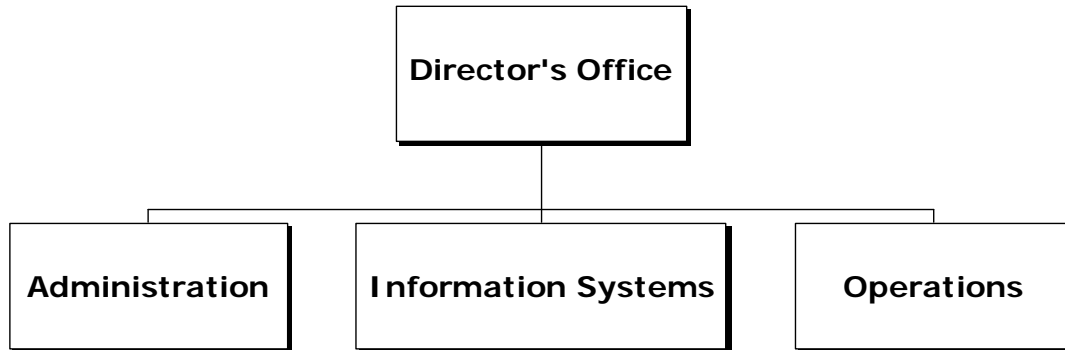 Director's Office
Administration
Information Systems
Operations